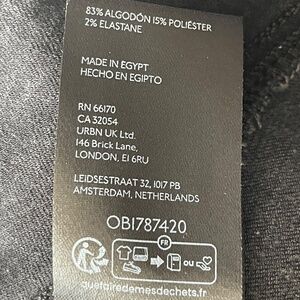 83% ALGODÓN 15% POLIÉSTER
2% ELASTANE
MADE IN EGYPT
HECHO EN EGIPTO
RN 66170
CA 32054
URBN UK Ltd.
146 Brick Lane,
LONDON, E1 6RU
LEIDSESTRAAT 32, 1017 PB
AMSTERDAM, NETHERLANDS
OB1787420
FR
OU
quefairedemesdechets.fr